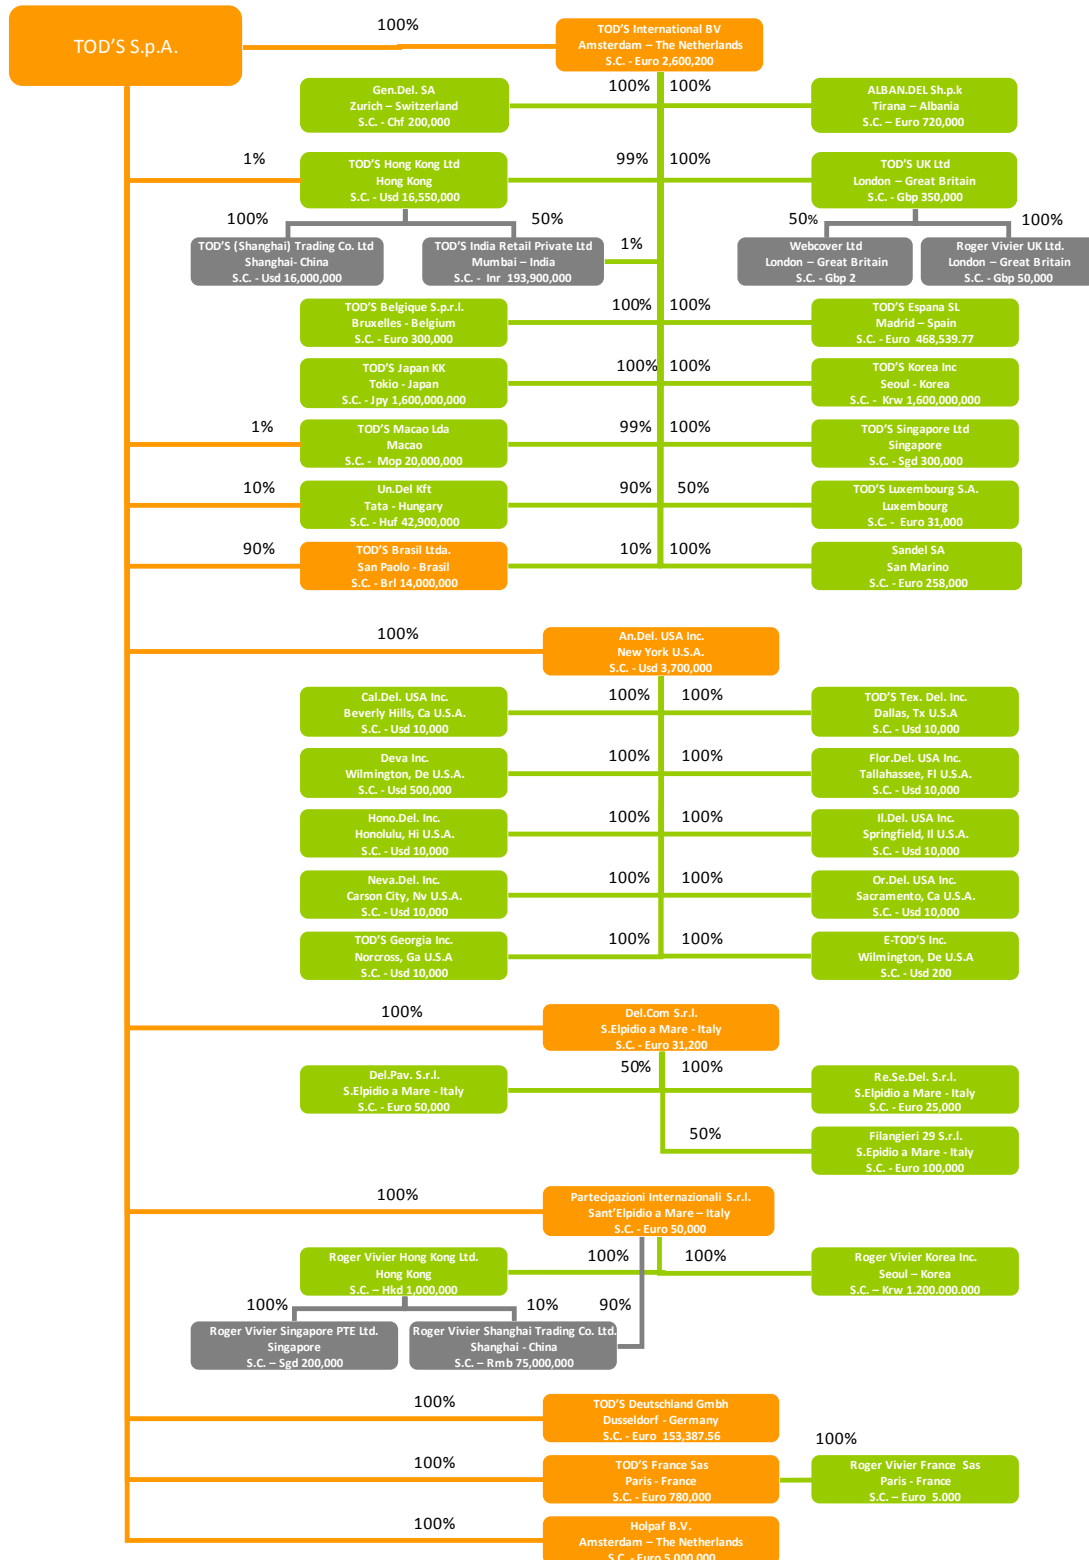 TOD'S S.p.A.
100%
TOD'S International BV
Amsterdam – The Netherlands
S.C. - Euro 2,600,200
Gen.Del. SA
Zurich – Switzerland
S.C. - Chf 200,000
100%
100%
ALBAN.DEL Sh.p.k
Tirana – Albania
S.C. – Euro 720,000
1%
TOD'S Hong Kong Ltd
Hong Kong
S.C. - Usd 16,550,000
99%
100%
TOD'S UK Ltd
London – Great Britain
S.C. - Gbp 350,000
100%
50%
50%
100%
TOD'S (Shanghai) Trading Co. Ltd
Shanghai- China
S.C. - Usd 16,000,000
TOD'S India Retail Private Ltd
Mumbai – India
S.C. - Inr 193,900,000
1%
Webcover Ltd
London – Great Britain
S.C. - Gbp 2
Roger Vivier UK Ltd.
London – Great Britain
S.C. - Gbp 50,000
TOD'S Belgique S.p.r.l.
Bruxelles - Belgium
S.C. - Euro 300,000
100%
100%
TOD'S Espana SL
Madrid – Spain
S.C. - Euro 468,539.77
TOD'S Japan KK
Tokio - Japan
S.C. - Jpy 1,600,000,000
100%
100%
TOD'S Korea Inc
Seoul - Korea
S.C. - Krw 1,600,000,000
1%
TOD'S Macao Lda
Macao
S.C. - Mop 20,000,000
99%
100%
TOD'S Singapore Ltd
Singapore
S.C. - Sgd 300,000
10%
Un.Del Kft
Tata - Hungary
S.C. - Huf 42,900,000
90%
50%
TOD'S Luxembourg S.A.
Luxembourg
S.C. - Euro 31,000
90%
TOD'S Brasil Ltda.
San Paolo - Brasil
S.C. - Brl 14,000,000
10%
100%
Sandel SA
San Marino
S.C. - Euro 258,000
100%
An.Del. USA Inc.
New York U.S.A.
S.C. - Usd 3,700,000
Cal.Del. USA Inc.
Beverly Hills, Ca U.S.A.
S.C. - Usd 10,000
100%
100%
TOD'S Tex. Del. Inc.
Dallas, Tx U.S.A
S.C. - Usd 10,000
Deva Inc.
Wilmington, De U.S.A.
S.C. - Usd 500,000
100%
100%
Flor.Del. USA Inc.
Tallahassee, Fl U.S.A.
S.C. - Usd 10,000
Hono.Del. Inc.
Honolulu, Hi U.S.A.
S.C. - Usd 10,000
100%
100%
Il.Del. USA Inc.
Springfield, Il U.S.A.
S.C. - Usd 10,000
Neva.Del. Inc.
Carson City, Nv U.S.A.
S.C. - Usd 10,000
100%
100%
Or.Del. USA Inc.
Sacramento, Ca U.S.A.
S.C. - Usd 10,000
TOD'S Georgia Inc.
Norcross, Ga U.S.A
S.C. - Usd 10,000
100%
100%
E-TOD'S Inc.
Wilmington, De U.S.A
S.C. - Usd 200
100%
Del.Com S.r.l.
S.Elpidio a Mare - Italy
S.C. - Euro 31,200
Del.Pav. S.r.l.
S.Elpidio a Mare - Italy
S.C. - Euro 50,000
50%
100%
Re.Se.Del. S.r.l.
S.Elpidio a Mare - Italy
S.C. - Euro 25,000
50%
Filangieri 29 S.r.l.
S.Epidio a Mare - Italy
S.C. - Euro 100,000
100%
Partecipazioni Internazionali S.r.l.
Sant'Elpidio a Mare – Italy
S.C. - Euro 50,000
Roger Vivier Hong Kong Ltd.
Hong Kong
S.C. – Hkd 1,000,000
100%
100%
Roger Vivier Korea Inc.
Seoul – Korea
S.C. – Krw 1.200.000.000
100%
10%
90%
Roger Vivier Singapore PTE Ltd.
Singapore
S.C. – Sgd 200,000
Roger Vivier Shanghai Trading Co. Ltd.
Shanghai - China
S.C. – Rmb 75,000,000
100%
TOD'S Deutschland Gmbh
Dusseldorf - Germany
S.C. - Euro 153,387.56
100%
100%
TOD'S France Sas
Paris - France
S.C. - Euro 780,000
Roger Vivier France Sas
Paris - France
S.C. – Euro 5.000
100%
Holpaf B.V.
Amsterdam – The Netherlands
S.C. - Euro 5,000,000